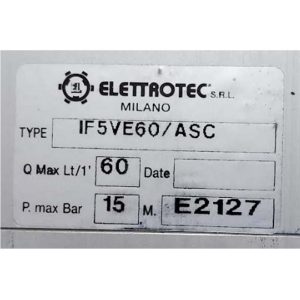 ELETTROTEC S.R.L.
MILANO
TYPE IF5VE60/ASC
Q Max Lt/1' 60 Date
P. max Bar 15 M. E2127